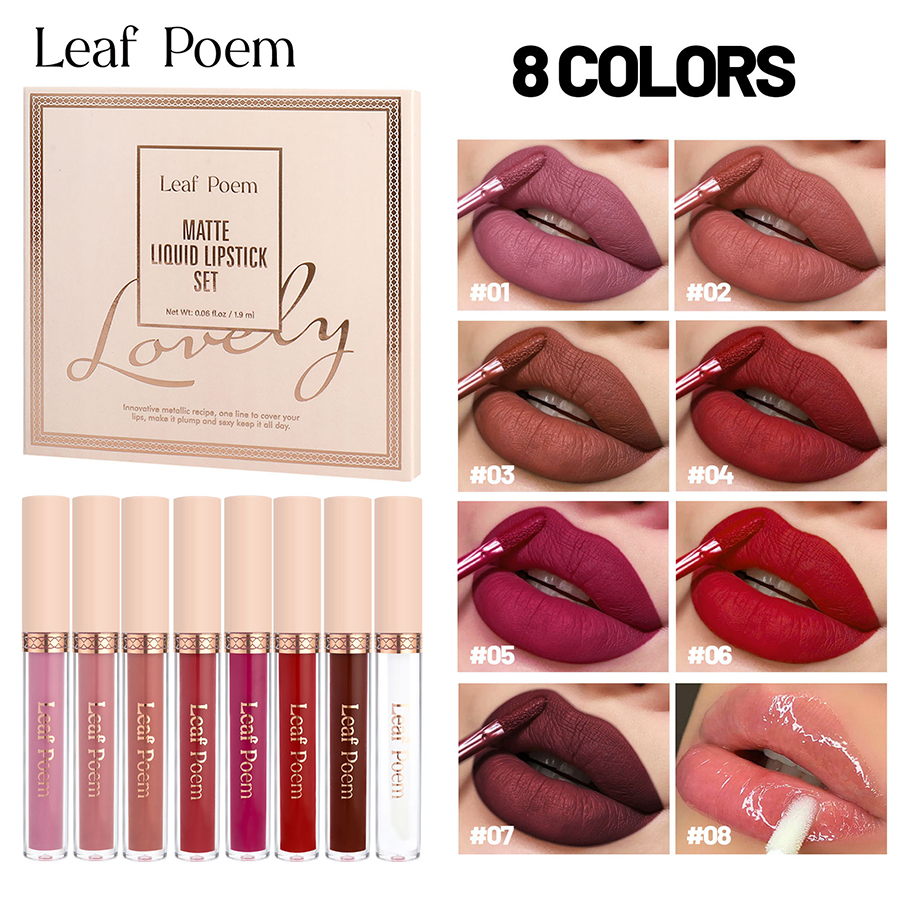 Leaf Poem
8 COLORS
Leaf Poem
MATTE
LIQUID LIPSTICK
SET
Net Wt: 0.06 fl.oz / 1.9 ml
Lovely
Innovative metallic recipe, one line to cover your
lips, make it plump and sexy keep it all day.
#01
#02
#03
#04
#05
#06
#07
#08
Leaf Poem
Leaf Poem
Leaf Poem
Leaf Poem
Leaf Poem
Leaf Poem
Leaf Poem
Leaf Poem